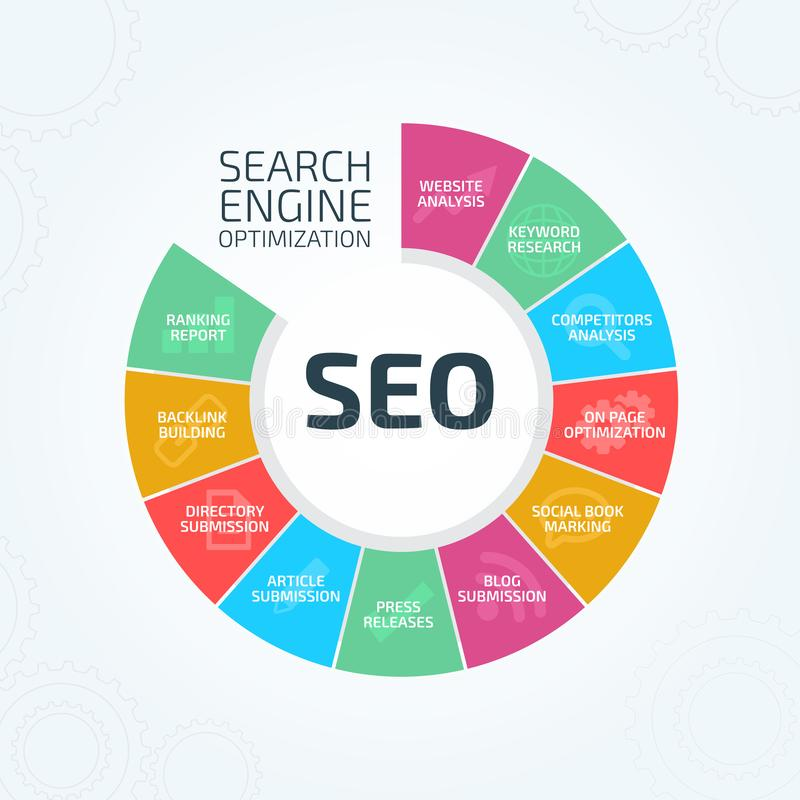 SEARCH
ENGINE
OPTIMIZATION
WEBSITE
ANALYSIS
KEYWORD
RESEARCH
COMPETITORS
ANALYSIS
ON PAGE
OPTIMIZATION
SOCIAL BOOK
MARKING
BLOG
SUBMISSION
PRESS
RELEASES
ARTICLE
SUBMISSION
DIRECTORY
SUBMISSION
BACKLINK
BUILDING
RANKING
REPORT
SEO
dreamstime